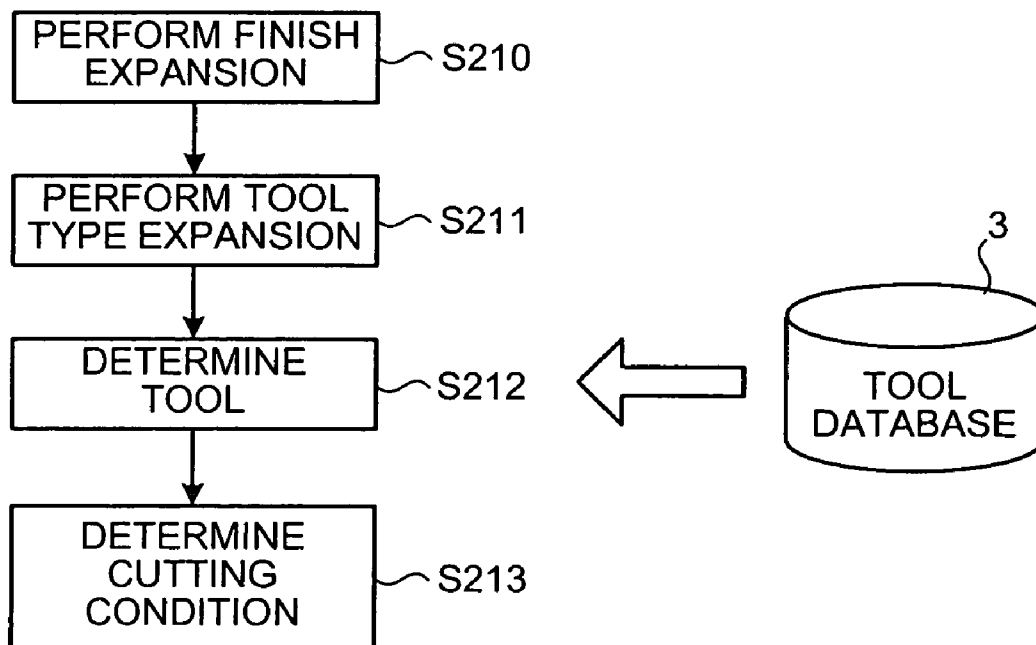 PERFORM FINISH
EXPANSION
S210
PERFORM TOOL
TYPE EXPANSION
S211
DETERMINE
TOOL
S212
DETERMINE
CUTTING
CONDITION
S213
3
TOOL
DATABASE